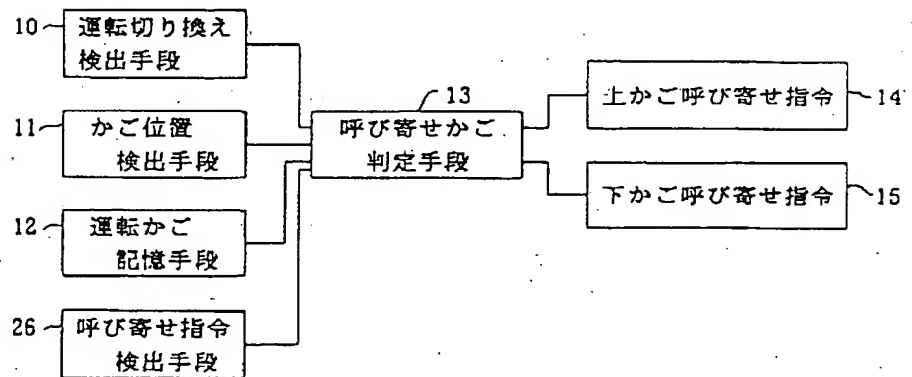 10
運転切り換え
検出手段
11
かご位置
検出手段
12
運転かご
記憶手段
26
呼び寄せ指令
検出手段
13
呼び寄せかご
判定手段
上かご呼び寄せ指令
14
下かご呼び寄せ指令
15